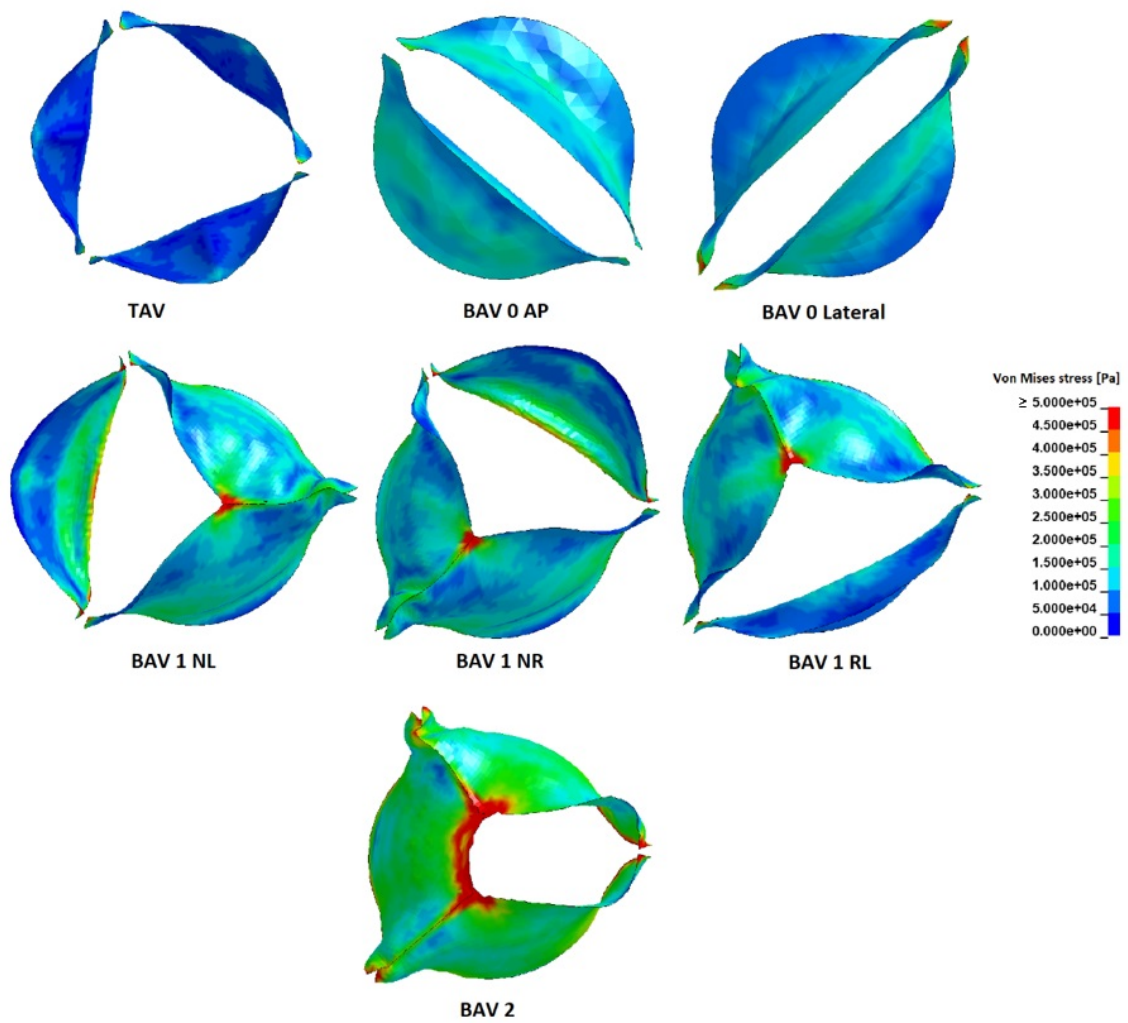 TAV
BAV 0 AP
BAV 0 Lateral
BAV 1 NL
BAV 1 NR
BAV 1 RL
Von Mises stress [Pa]
≥ 5.000e+05
4.500e+05
4.000e+05
3.500e+05
3.000e+05
2.500e+05
2.000e+05
1.500e+05
1.000e+05
5.000e+04
0.000e+00
BAV 2